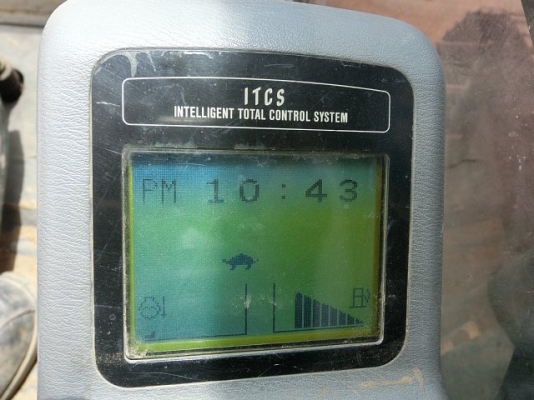 ITCS
INTELLIGENT TOTAL CONTROL SYSTEM
PM 10:43